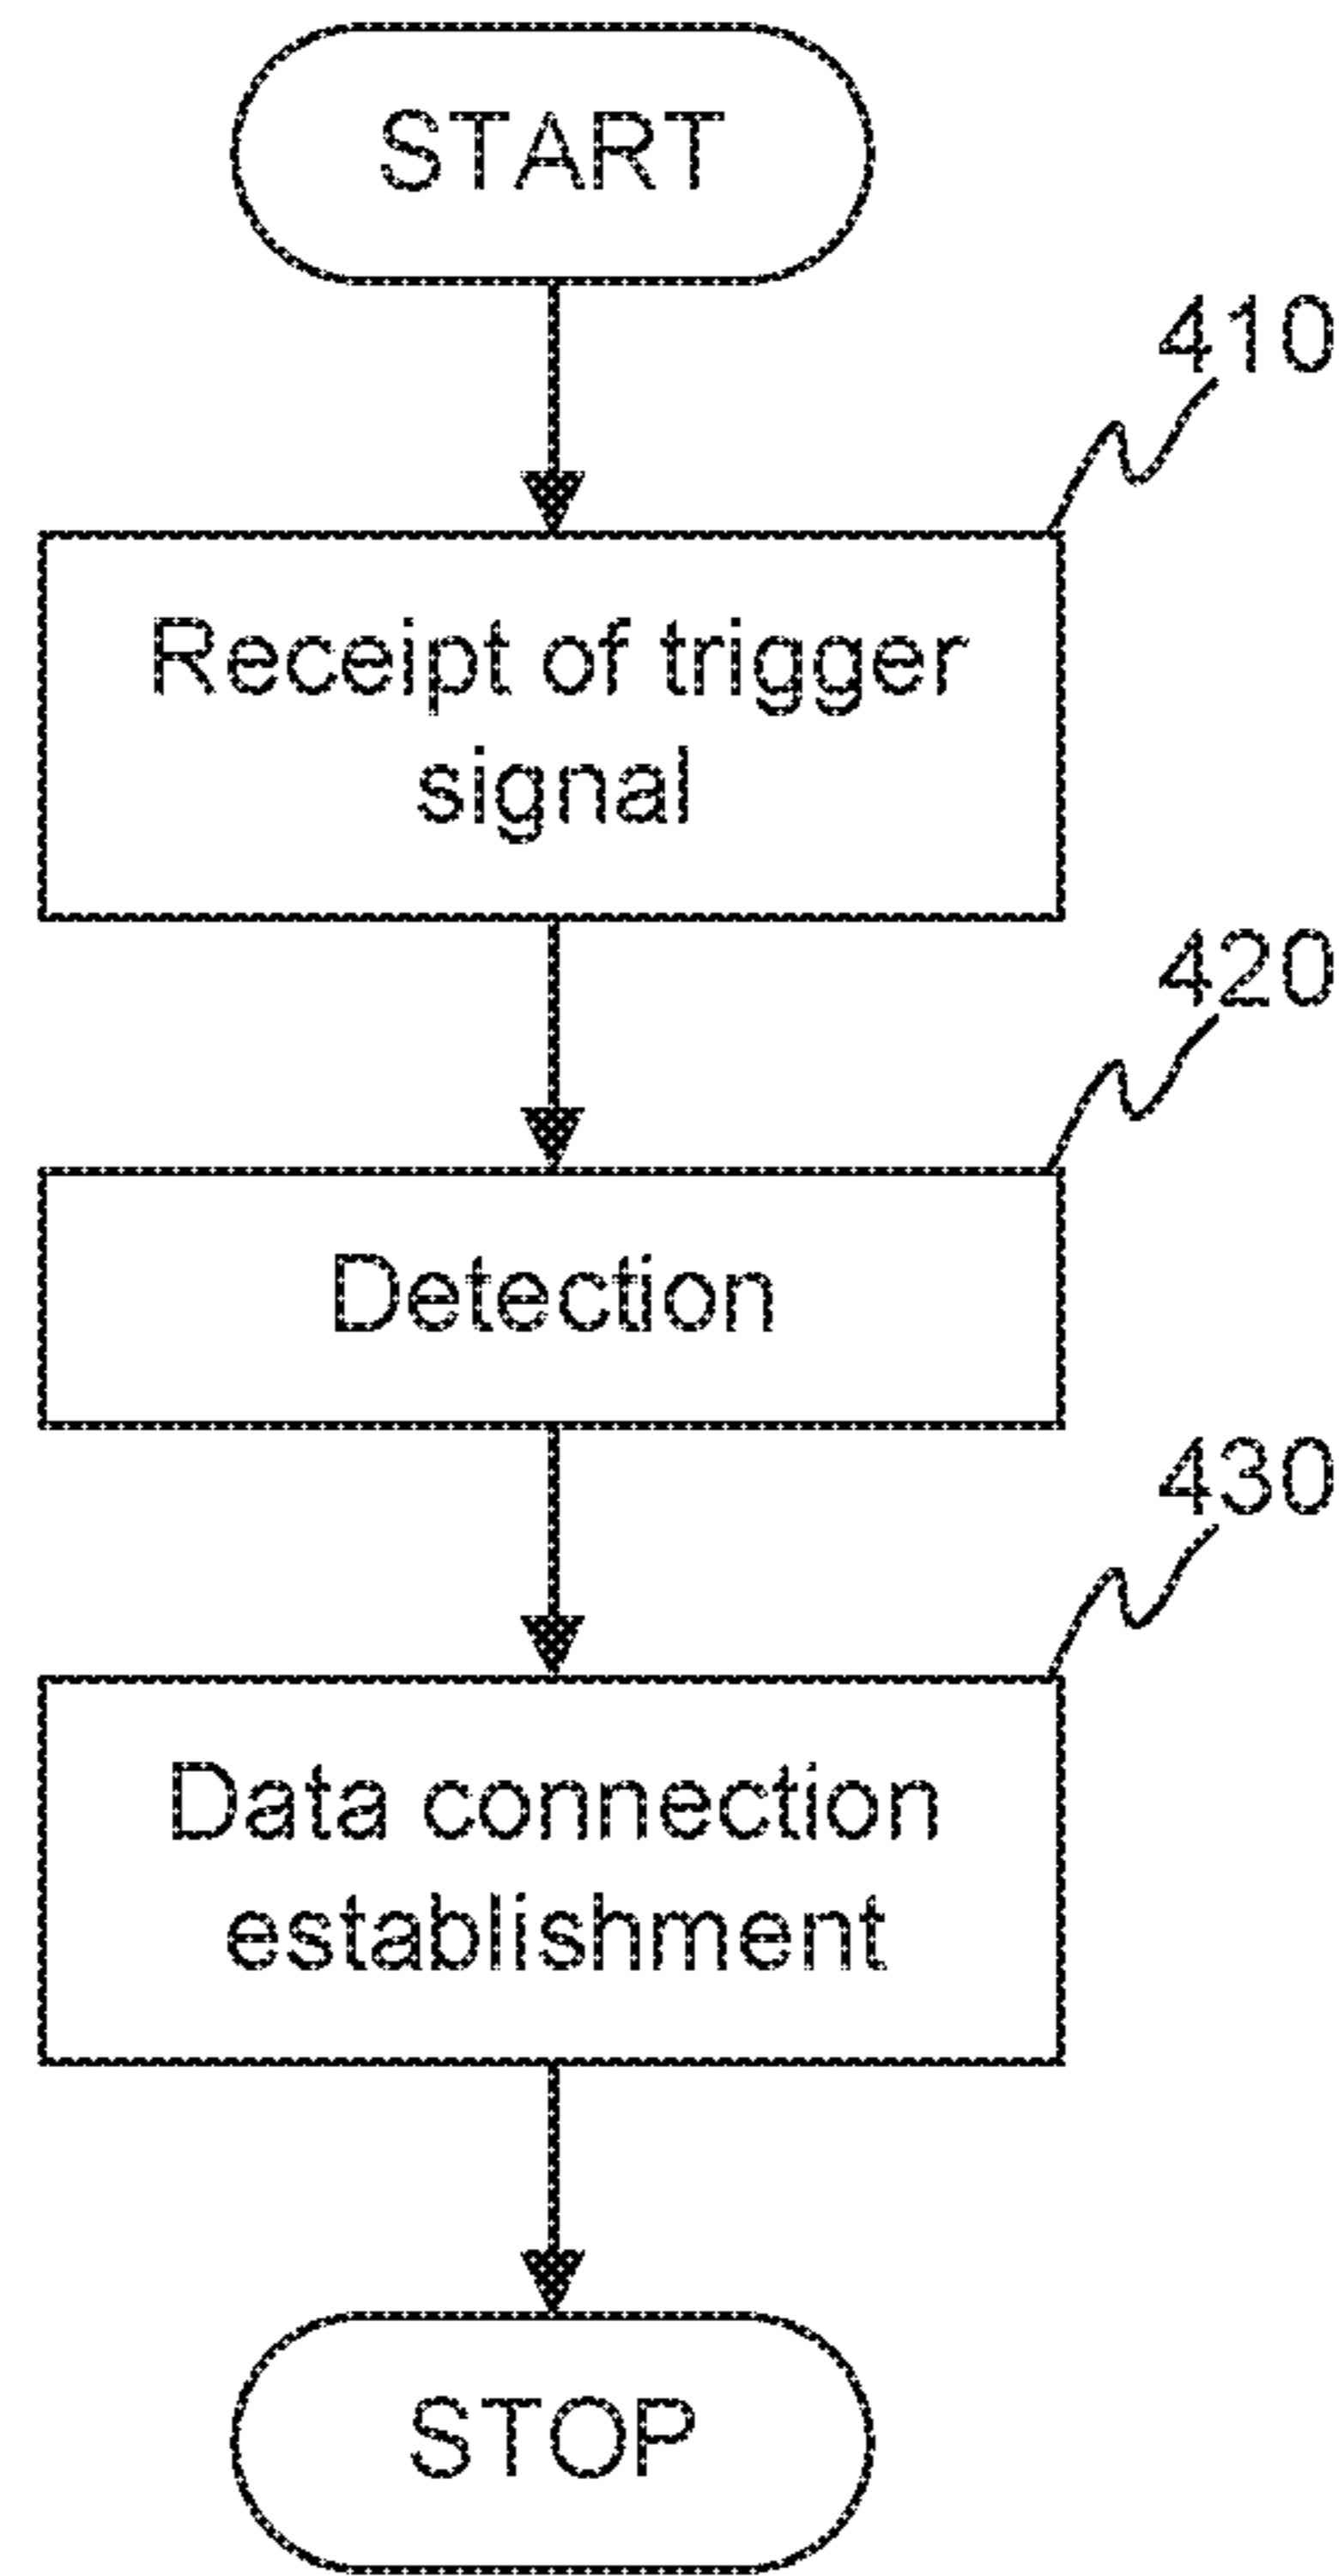 START
410
Receipt of trigger
signal
420
Detection
430
Data connection
establishment
STOP